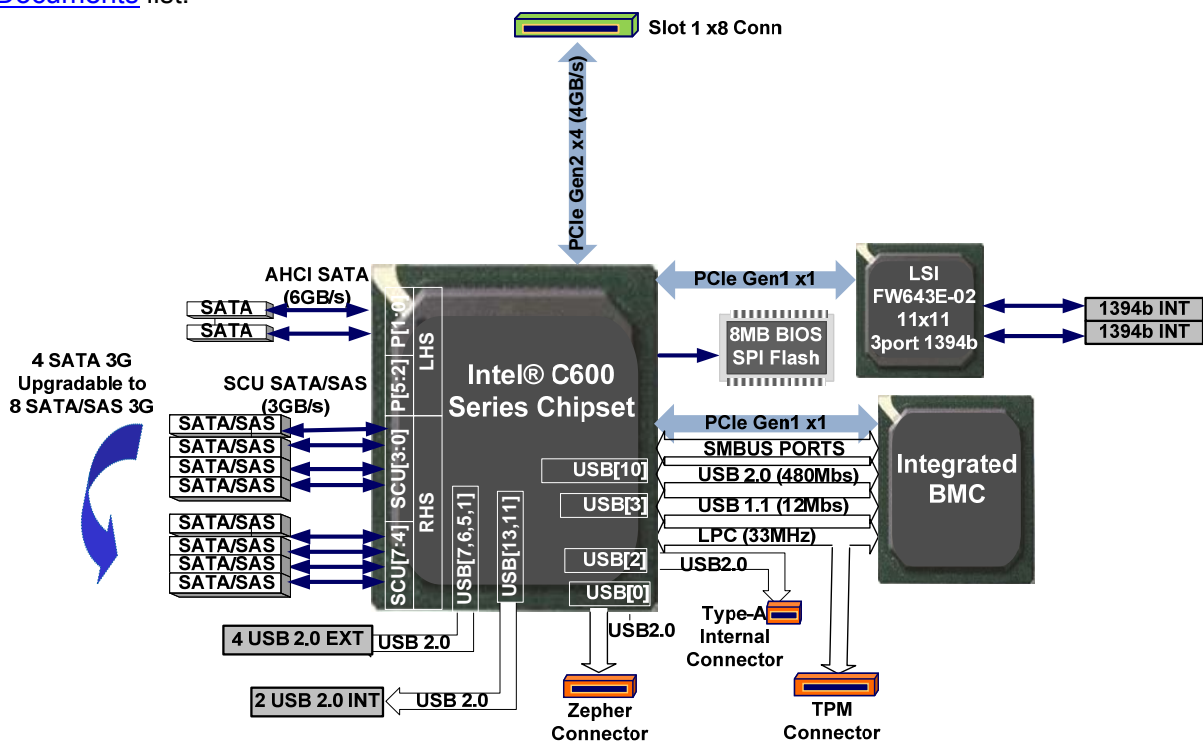 Documents list.
Slot 1 x8 Conn
PCIe Gen2 x4 (4GB/s)
AHCI SATA
(6GB/s)
SATA
SATA
4 SATA 3G
Upgradable to
8 SATA/SAS 3G
SCU SATA/SAS
(3GB/s)
SATA/SAS
SATA/SAS
SATA/SAS
SATA/SAS
SATA/SAS
SATA/SAS
SATA/SAS
SATA/SAS
P[1:0]
P[5:2]
LHS
SCU[3:0]
SCU[7:4]
RHS
Intel® C600
Series Chipset
USB[7,6,5,1]
USB[13,11]
USB[10]
USB[3]
USB[2]
USB[0]
PCIe Gen1 x1
LSI
FW643E-02
11x11
3port 1394b
1394b INT
1394b INT
8MB BIOS
SPI Flash
PCIe Gen1 x1
SMBUS PORTS
USB 2.0 (480Mbs)
USB 1.1 (12Mbs)
LPC (33MHz)
Integrated
BMC
USB2.0
USB2.0
Type-A
Internal
Connector
4 USB 2.0 EXT
USB 2.0
2 USB 2.0 INT
USB 2.0
Zepher
Connector
TPM
Connector